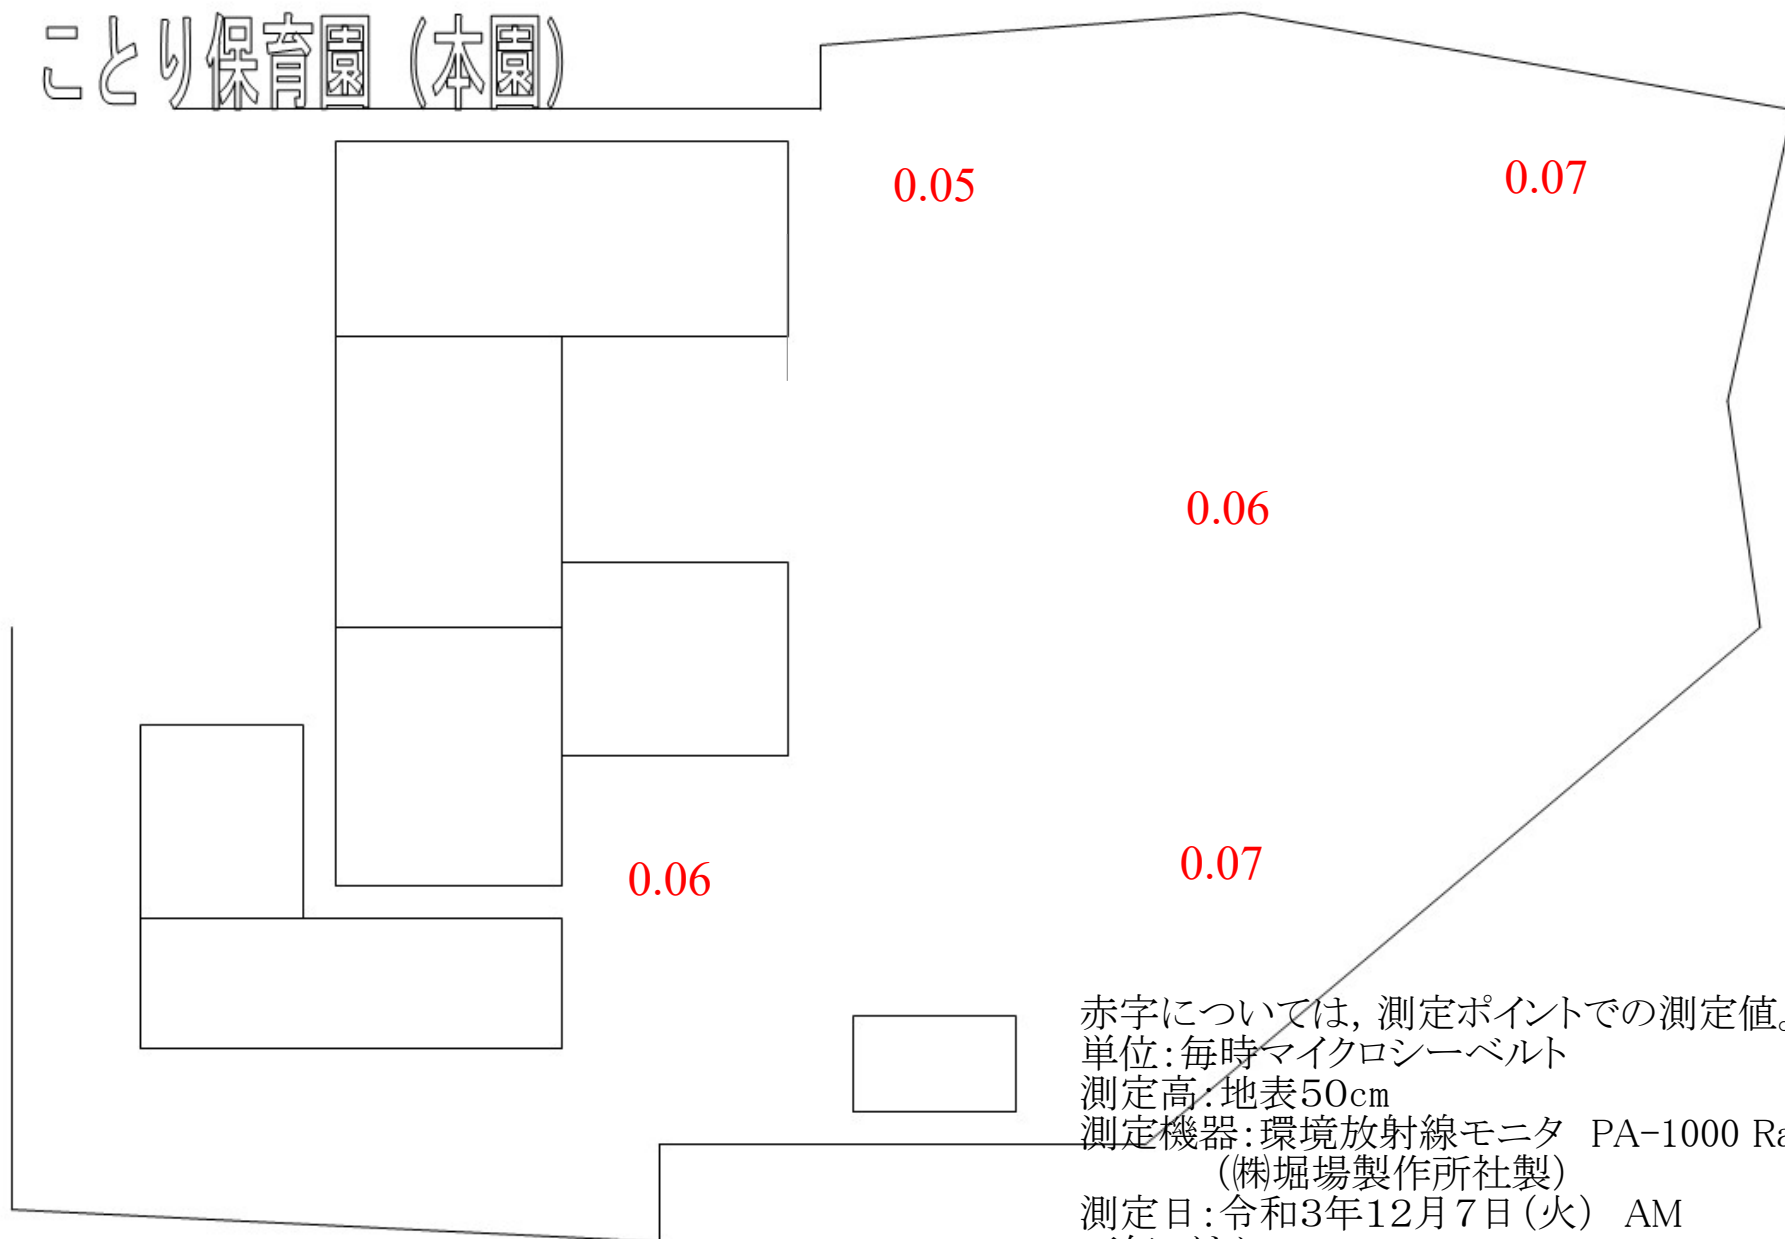 ことり保育園（本園）
0.05
0.07
0.06
0.06
0.07
赤字については，測定ポイントでの測定値。
単位：毎時マイクロシーベルト
測定高：地表50cm
測定機器：環境放射線モニタ PA-1000 Ra
（㈱堀場製作所社製）
測定日：令和3年12月7日（火） AM